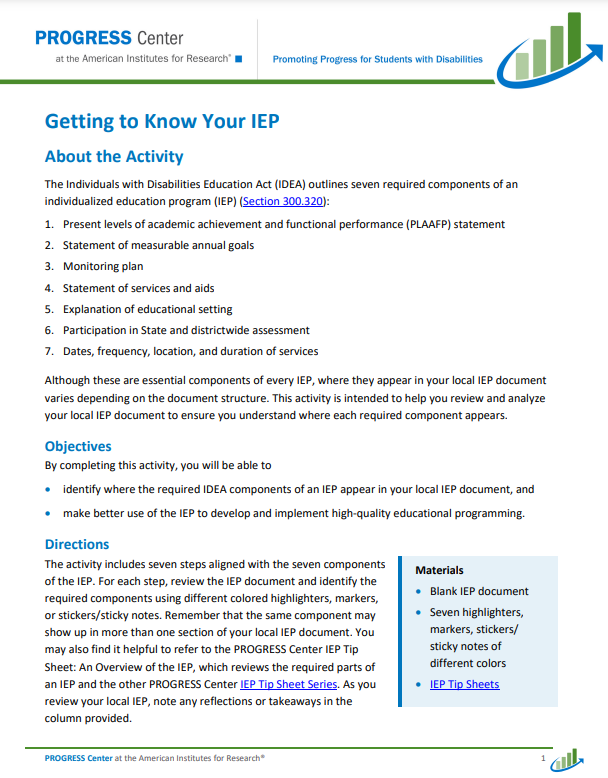 PROGRESS Center
at the American Institutes for Research®
Promoting Progress for Students with Disabilities
Getting to Know Your IEP
About the Activity
The Individuals with Disabilities Education Act (IDEA) outlines seven required components of an
individualized education program (IEP) (Section 300.320):
1. Present levels of academic achievement and functional performance (PLAAFP) statement
2. Statement of measurable annual goals
3. Monitoring plan
4. Statement of services and aids
5. Explanation of educational setting
6. Participation in State and districtwide assessment
7. Dates, frequency, location, and duration of services
Although these are essential components of every IEP, where they appear in your local IEP document
varies depending on the document structure. This activity is intended to help you review and analyze
your local IEP document to ensure you understand where each required component appears.
Objectives
By completing this activity, you will be able to
• identify where the required IDEA components of an IEP appear in your local IEP document, and
• make better use of the IEP to develop and implement high-quality educational programming.
Directions
The activity includes seven steps aligned with the seven components
of the IEP. For each step, review the IEP document and identify the
required components using different colored highlighters, markers,
or stickers/sticky notes. Remember that the same component may
show up in more than one section of your local IEP document. You
may also find it helpful to refer to the PROGRESS Center IEP Tip
Sheet: An Overview of the IEP, which reviews the required parts of
an IEP and the other PROGRESS Center IEP Tip Sheet Series. As you
review your local IEP, note any reflections or takeaways in the
column provided.
Materials
• Blank IEP document
• Seven highlighters,
markers, stickers/
sticky notes of
different colors
• IEP Tip Sheets
PROGRESS Center at the American Institutes for Research®
1